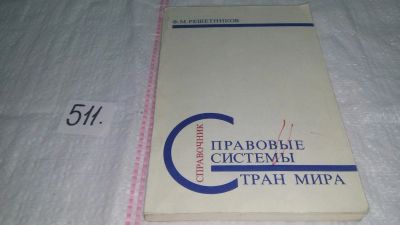 Ф. М. РЕШЕТНИКОВ
511.
СПРАВОЧНИК
ПРАВОВЫЕ
СИСТЕМЫ
СТРАН МИРА